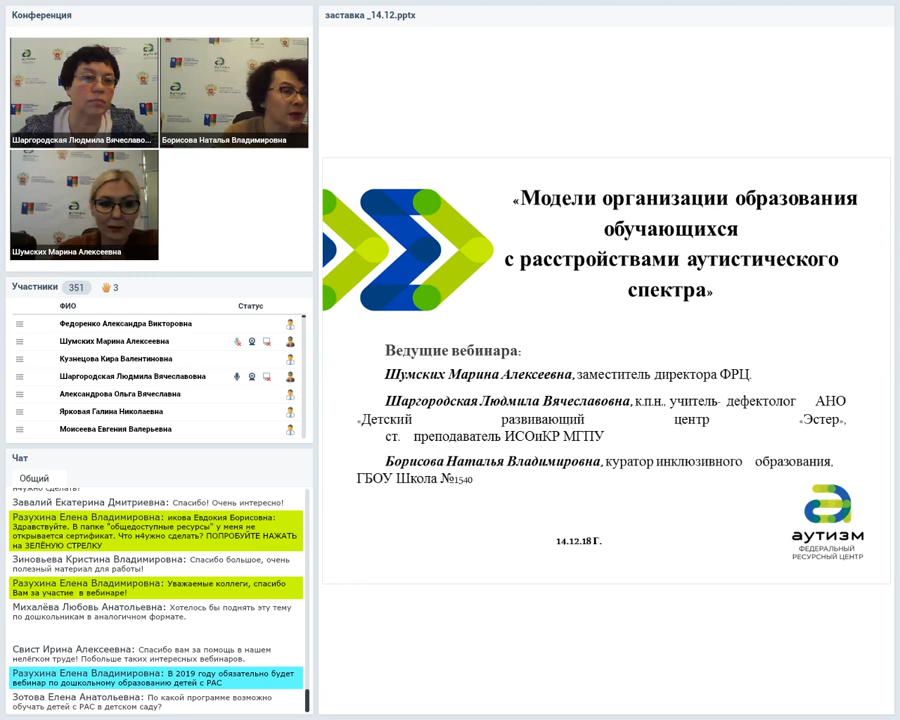 Конференция
Шаргородская Людмила Вячеславо...
Борисова Наталья Владимировна
Шумских Марина Алексеевна
Участники 351 3
ФИО Статус
Федоренко Александра Викторовна
Шумских Марина Алексеевна
Кузнецова Кира Валентиновна
Шаргородская Людмила Вячеславовна
Александрова Ольга Вячеславна
Ярковая Галина Николаевна
Моисеева Евгения Валерьевна
Чат
Общий
Завалий Екатерина Дмитриевна: Спасибо! Очень интересно!
Разухина Елена Владимировна: икова Евдокия Борисовна:
Здравствуйте. В папке "общедоступные ресурсы" у меня не
открывается сертификат. Что н4ужно сделать? ПОПРОБУЙТЕ НАЖАТЬ
на ЗЕЛЁНУЮ СТРЕЛКУ
Зиновьева Кристина Владимировна: Спасибо большое, очень
полезный материал для работы!
Разухина Елена Владимировна: Уважаемые коллеги, спасибо
Вам за участие в вебинаре!
Михалёва Любовь Анатольевна: Хотелось бы поднять эту тему
по дошкольникам в аналогичном формате.
Свист Ирина Алексеевна: Спасибо вам за помощь в нашем
нелёгком труде! Побольше таких интересных вебинаров.
Разухина Елена Владимировна: В 2019 году обязательно будет
вебинар по дошкольному образованию детей с РАС
Зотова Елена Анатольевна: По какой программе возможно
обучать детей с РАС в детском саду?
заставка _14.12.pptx
«Модели организации образования
обучающихся
с расстройствами аутистического
спектра»
Ведущие вебинара:
Шумских Марина Алексеевна, заместитель директора ФРЦ.
Шаргородская Людмила Вячеславовна, к.п.н., учитель- дефектолог АНО
«Детский развивающий центр «Эстер»,
ст. преподаватель ИСОиКР МГПУ
Борисова Наталья Владимировна, куратор инклюзивного образования,
ГБОУ Школа №1540
14.12.18 Г.
аутизм
ФЕДЕРАЛЬНЫЙ
РЕСУРСНЫЙ ЦЕНТР